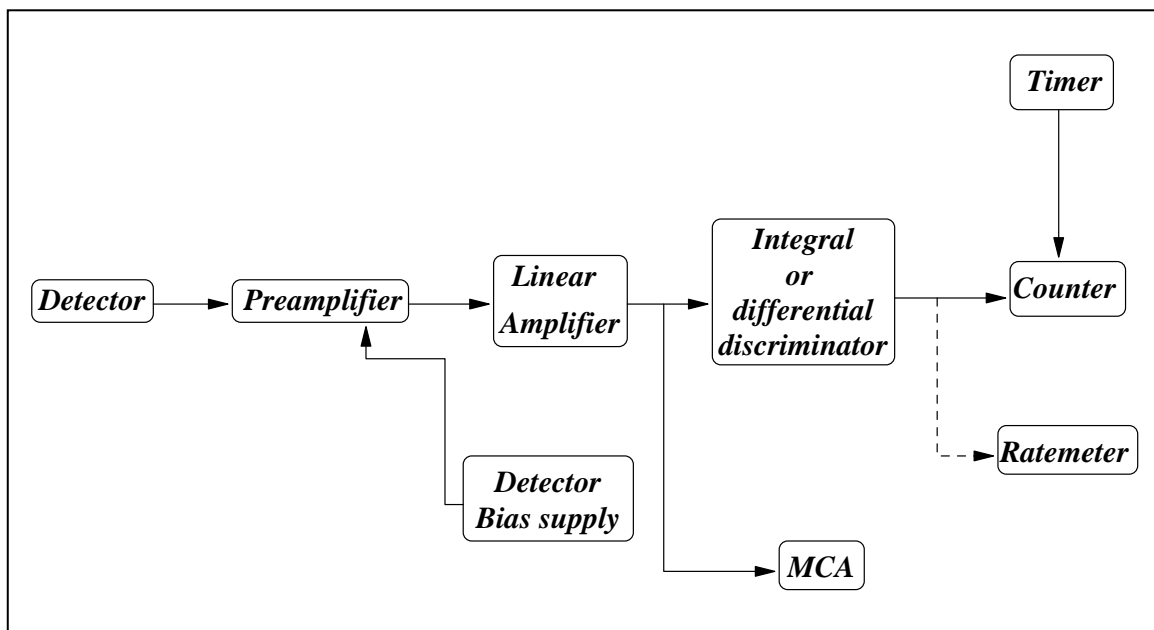 Timer
Integral
or
differential
discriminator
Linear
Amplifier
Detector
Preamplifier
Counter
Ratemeter
Detector
Bias supply
MCA